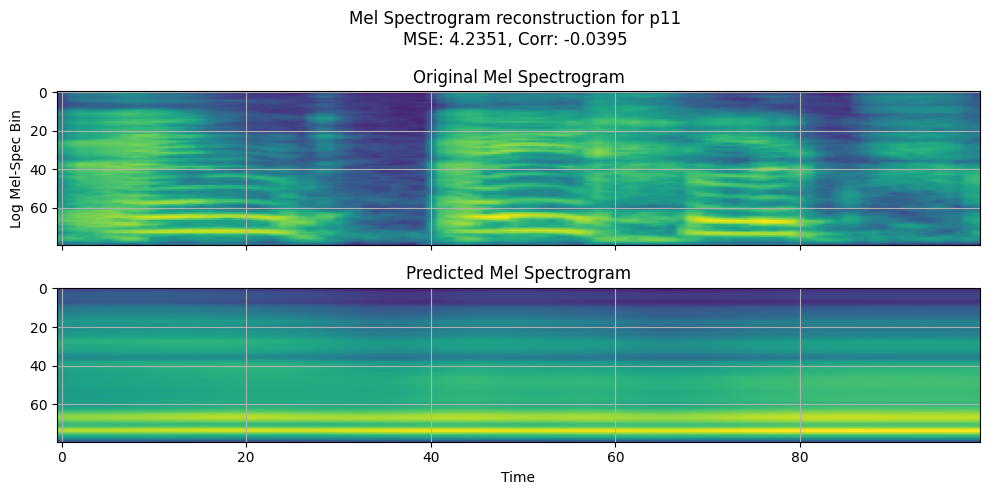 Mel Spectrogram reconstruction for p11
MSE: 4.2351, Corr: -0.0395
Original Mel Spectrogram
Log Mel-Spec Bin
0
20
40
60
Predicted Mel Spectrogram
0
20
40
60
0 20 40 60 80
Time